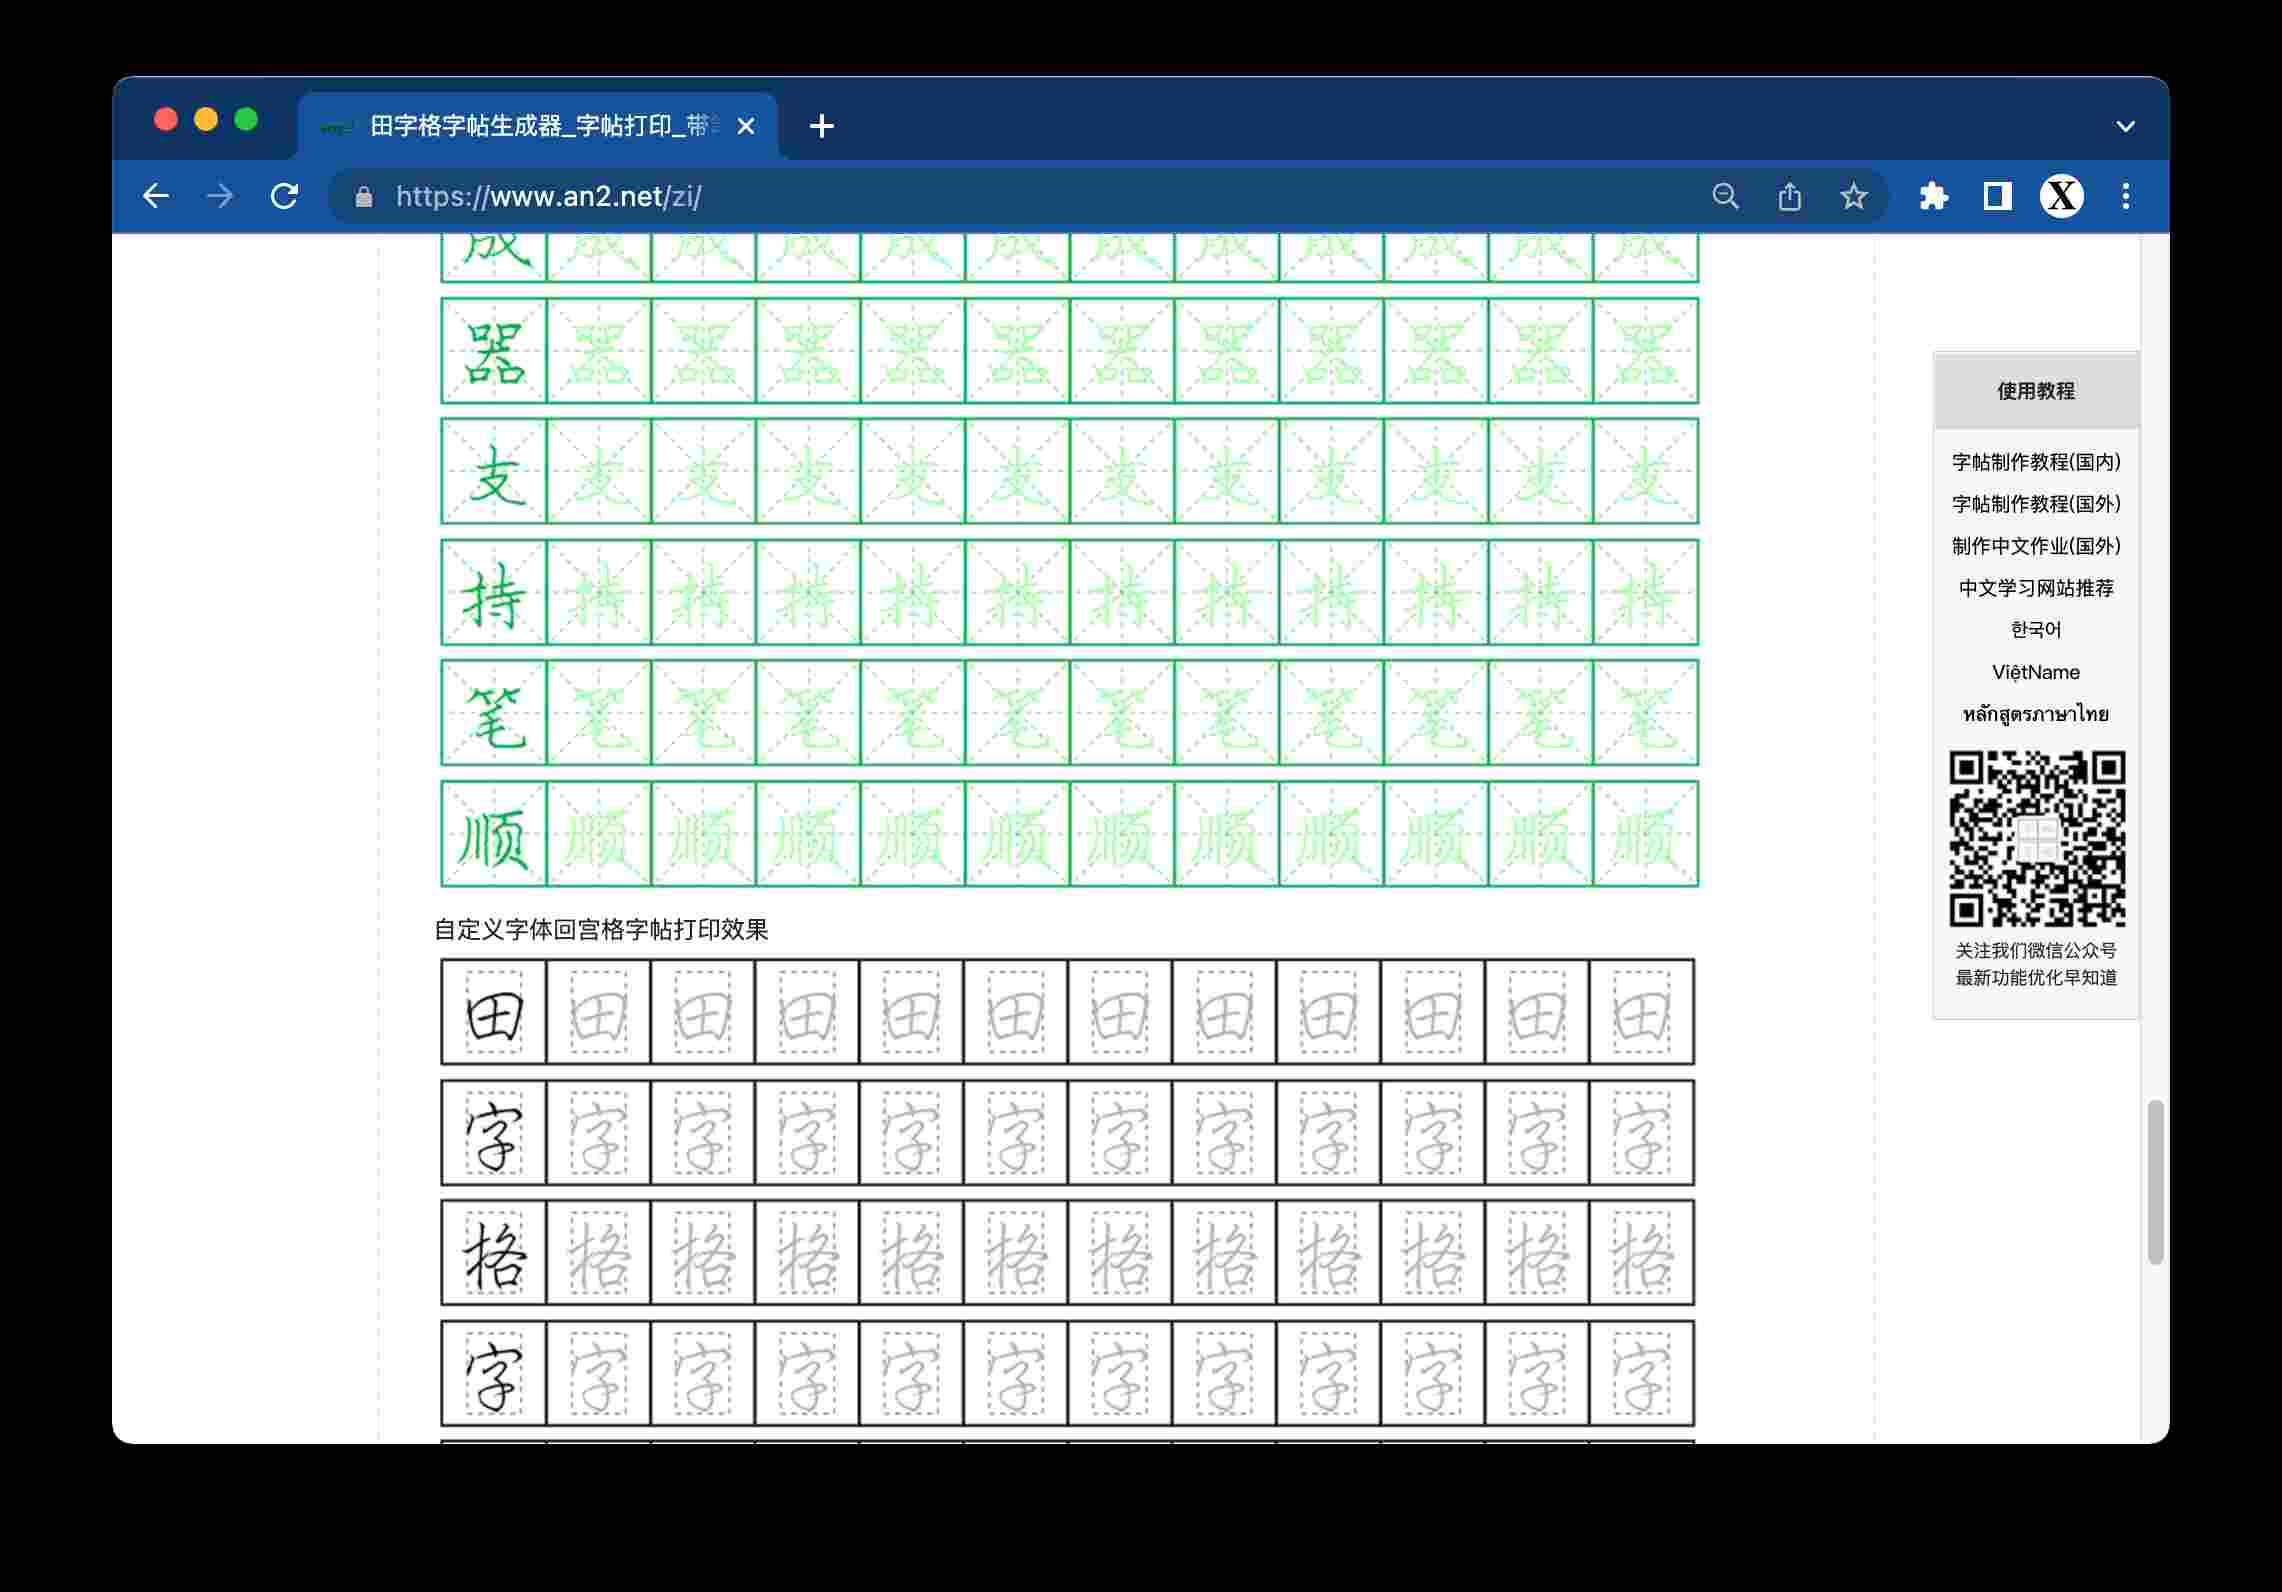 田字格字帖生成器_字帖打印_带
https://www.an2.net/zi/
成 成 成 成 成 成 成 成 成 成 成 成
器 器 器 器 器 器 器 器 器 器 器 器
支 支 支 支 支 支 支 支 支 支 支 支
持 持 持 持 持 持 持 持 持 持 持 持
笔 笔 笔 笔 笔 笔 笔 笔 笔 笔 笔 笔
顺 顺 顺 顺 顺 顺 顺 顺 顺 顺 顺 顺
自定义字体回宫格字帖打印效果
田 田 田 田 田 田 田 田 田 田 田 田
字 字 字 字 字 字 字 字 字 字 字 字
格 格 格 格 格 格 格 格 格 格 格 格
字 字 字 字 字 字 字 字 字 字 字 字
使用教程
字帖制作教程(国内)
字帖制作教程(国外)
制作中文作业(国外)
中文学习网站推荐
한국어
ViệtName
หลักสูตรภาษาไทย
关注我们微信公众号
最新功能优化早知道
X